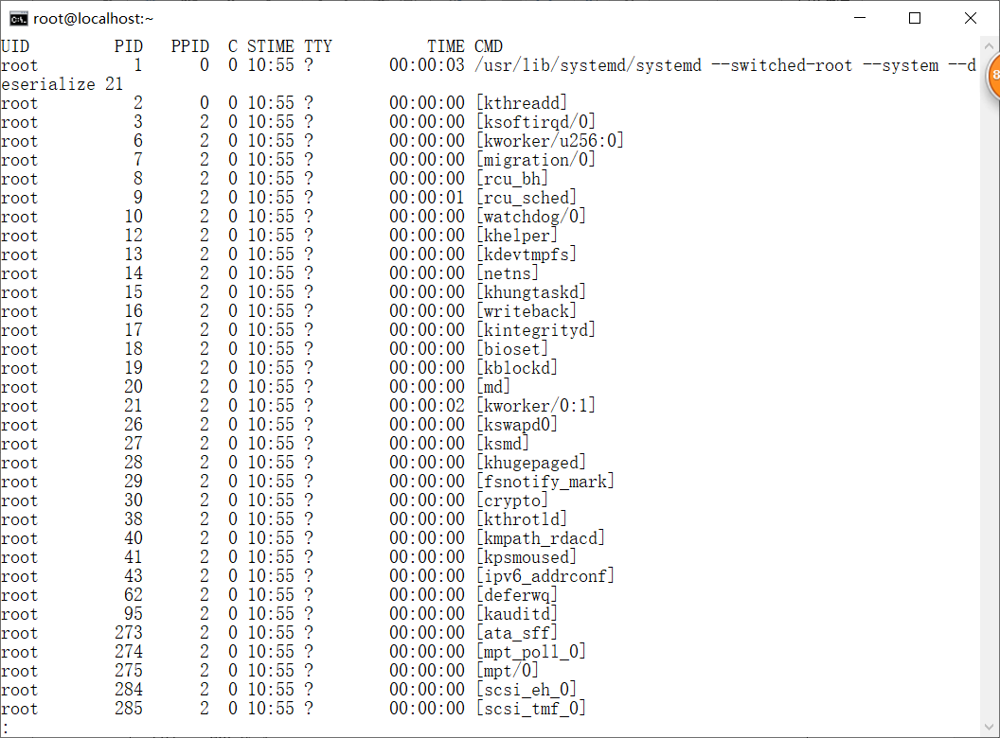 root@localhost:~
UID         PID   PPID  C STIME TTY          TIME CMD
root          1      0  0 10:55 ?        00:00:03 /usr/lib/systemd/systemd --switched-root --system --d
eserialize 21
root          2      0  0 10:55 ?        00:00:00 [kthreadd]
root          3      2  0 10:55 ?        00:00:00 [ksoftirqd/0]
root          6      2  0 10:55 ?        00:00:00 [kworker/u256:0]
root          7      2  0 10:55 ?        00:00:00 [migration/0]
root          8      2  0 10:55 ?        00:00:00 [rcu_bh]
root          9      2  0 10:55 ?        00:00:01 [rcu_sched]
root         10      2  0 10:55 ?        00:00:00 [watchdog/0]
root         12      2  0 10:55 ?        00:00:00 [khelper]
root         13      2  0 10:55 ?        00:00:00 [kdevtmpfs]
root         14      2  0 10:55 ?        00:00:00 [netns]
root         15      2  0 10:55 ?        00:00:00 [khungtaskd]
root         16      2  0 10:55 ?        00:00:00 [writeback]
root         17      2  0 10:55 ?        00:00:00 [kintegrityd]
root         18      2  0 10:55 ?        00:00:00 [bioset]
root         19      2  0 10:55 ?        00:00:00 [kblockd]
root         20      2  0 10:55 ?        00:00:00 [md]
root         21      2  0 10:55 ?        00:00:02 [kworker/0:1]
root         26      2  0 10:55 ?        00:00:00 [kswapd0]
root         27      2  0 10:55 ?        00:00:00 [ksmd]
root         28      2  0 10:55 ?        00:00:00 [khugepaged]
root         29      2  0 10:55 ?        00:00:00 [fsnotify_mark]
root         30      2  0 10:55 ?        00:00:00 [crypto]
root         38      2  0 10:55 ?        00:00:00 [kthrotld]
root         40      2  0 10:55 ?        00:00:00 [kmpath_rdacd]
root         41      2  0 10:55 ?        00:00:00 [kpsmoused]
root         43      2  0 10:55 ?        00:00:00 [ipv6_addrconf]
root         62      2  0 10:55 ?        00:00:00 [deferwq]
root         95      2  0 10:55 ?        00:00:00 [kauditd]
root        273      2  0 10:55 ?        00:00:00 [ata_sff]
root        274      2  0 10:55 ?        00:00:00 [mpt_poll_0]
root        275      2  0 10:55 ?        00:00:00 [mpt/0]
root        284      2  0 10:55 ?        00:00:00 [scsi_eh_0]
root        285      2  0 10:55 ?        00:00:00 [scsi_tmf_0]
: